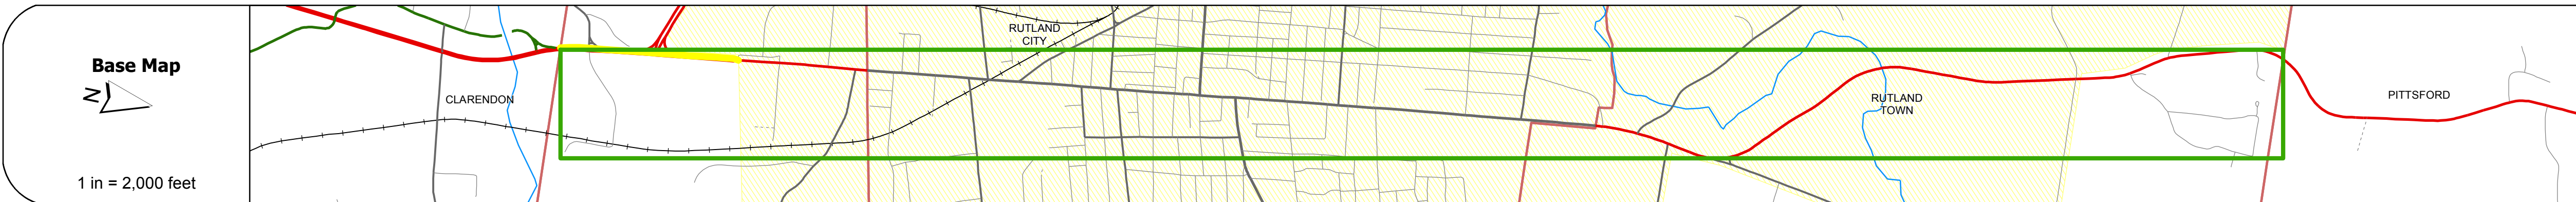 Base Map
N
1 in = 2,000 feet
CLARENDON
RUTLAND
CITY
RUTLAND
TOWN
PITTSFORD